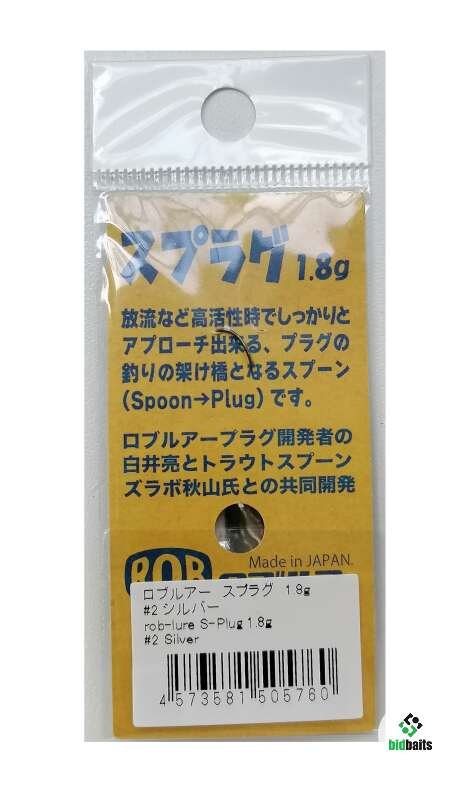 スプラグ 1.8g
放流など高活性時でしっかりと
アプローチ出来る、プラグの
釣りの架け橋となるスプーン
(Spoon→Plug)です。
ロブルアープラグ開発者の
白井亮とトラウトスプーン
ズラボ秋山氏との共同開発
Made in JAPAN.
ROB
ロブルアー スプラグ 1.8g
#2 シルバー
rob-lure S-Plug 1.8g
#2 Silver
4 573581 505760
bidbaits